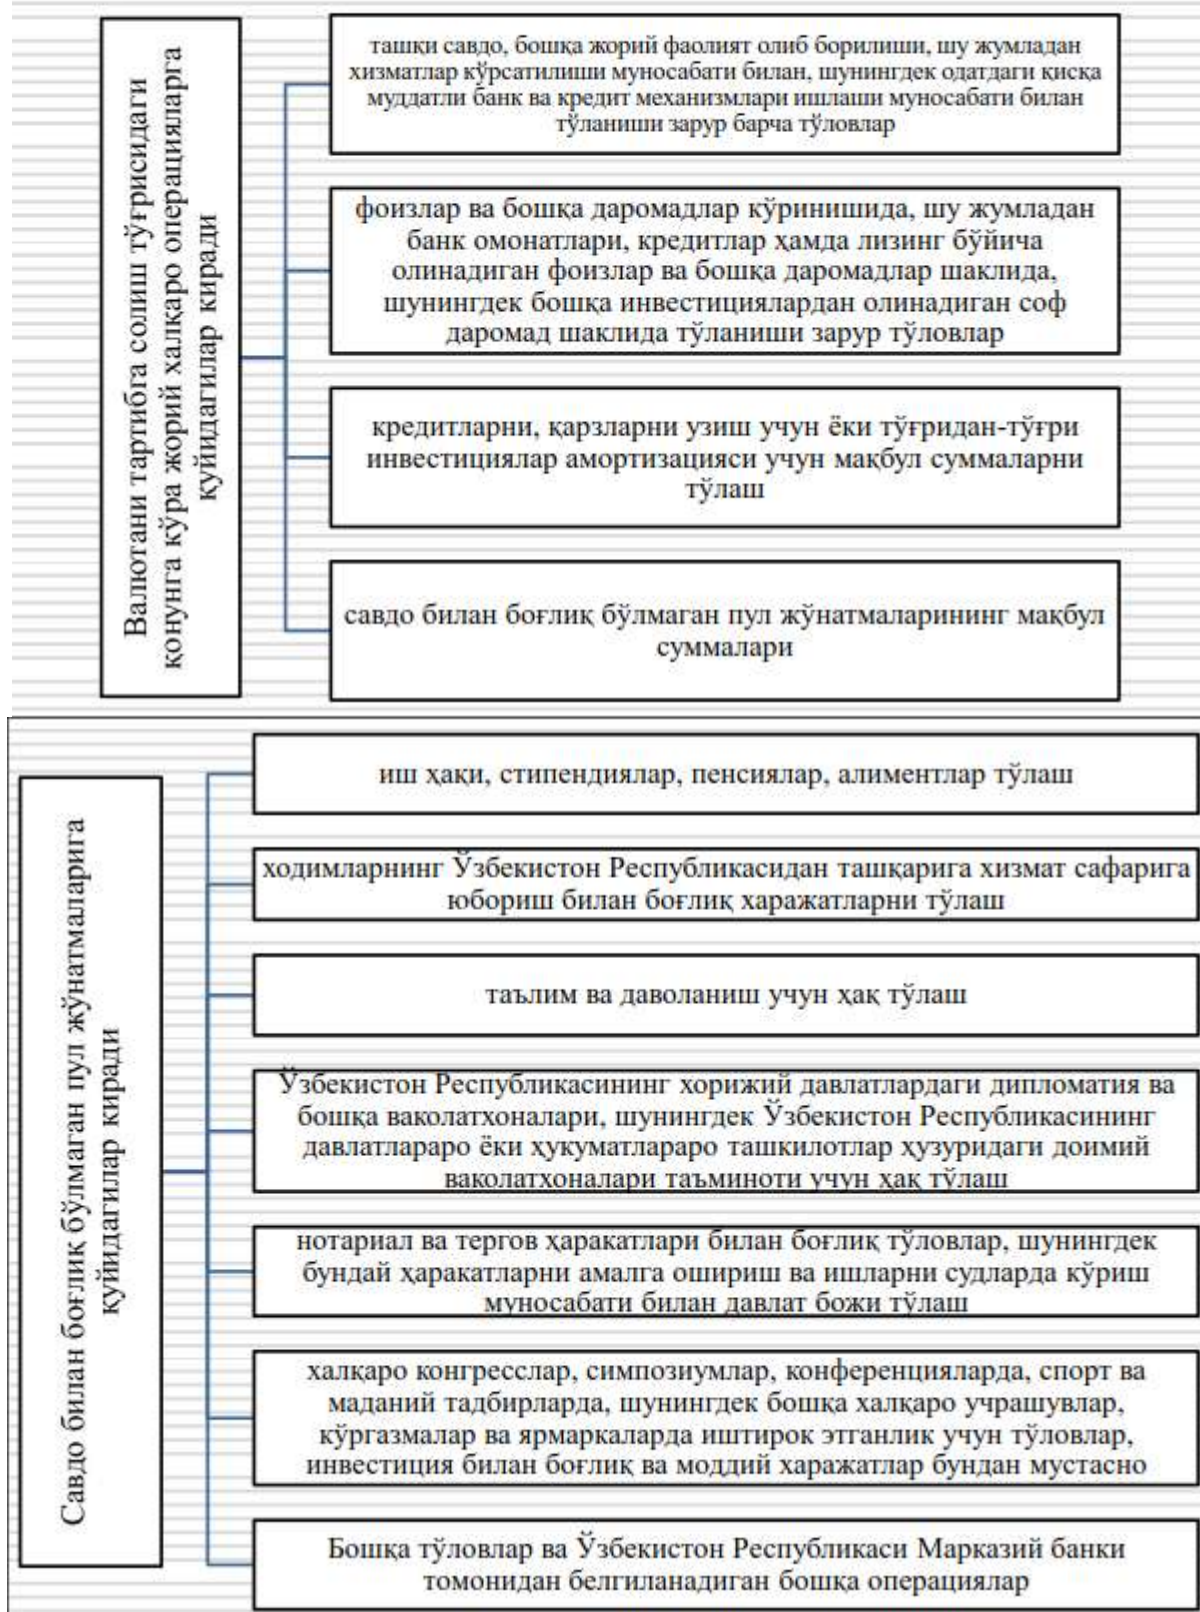 Валютани тартибга солиш тўғрисидаги
қонунга кўра жорий халқаро операцияларга
қуйидагилар киради
ташқи савдо, бошқа жорий фаолият олиб борилиши, шу жумладан
хизматлар кўрсатилиши муносабати билан, шунингдек одатдаги қисқа
муддатли банк ва кредит механизмлари ишлаши муносабати билан
тўланиши зарур барча тўловлар
фоизлар ва бошқа даромадлар кўринишида, шу жумладан
банк омонатлари, кредитлар ҳамда лизинг бўйича
олинадиган фоизлар ва бошқа даромадлар шаклида,
шунингдек бошқа инвестициялардан олинадиган соф
даромад шаклида тўланиши зарур тўловлар
кредитларни, қарзларни узиш учун ёки тўғридан-тўғри
инвестициялар амортизацияси учун мақбул суммаларни
тўлаш
савдо билан боғлиқ бўлмаган пул жўнатмаларининг мақбул
суммалари
Савдо билан боғлиқ бўлмаган пул жўнатмаларига
қуйидагилар киради
иш ҳақи, стипендиялар, пенсиялар, алиментлар тўлаш
ходимларнинг Ўзбекистон Республикасидан ташқарига хизмат сафарига
юбориш билан боғлиқ харажатларни тўлаш
таълим ва даволаниш учун ҳақ тўлаш
Ўзбекистон Республикасининг хорижий давлатлардаги дипломатия ва
бошқа ваколатхоналари, шунингдек Ўзбекистон Республикасининг
давлатлараро ёки ҳукуматлараро ташкилотлар ҳузуридаги доимий
ваколатхоналари таъминоти учун ҳақ тўлаш
нотариал ва тергов ҳаракатлари билан боғлиқ тўловлар, шунингдек
бундай ҳаракатларни амалга ошириш ва ишларни судларда кўриш
муносабати билан давлат божи тўлаш
халқаро конгресслар, симпозиумлар, конференцияларда, спорт ва
маданий тадбирларда, шунингдек бошқа халқаро учрашувлар,
кўргазмалар ва ярмаркаларда иштирок этганлик учун тўловлар,
инвестиция билан боғлиқ ва моддий харажатлар бундан мустасно
Бошқа тўловлар ва Ўзбекистон Республикаси Марказий банки
томонидан белгиланадиган бошқа операциялар